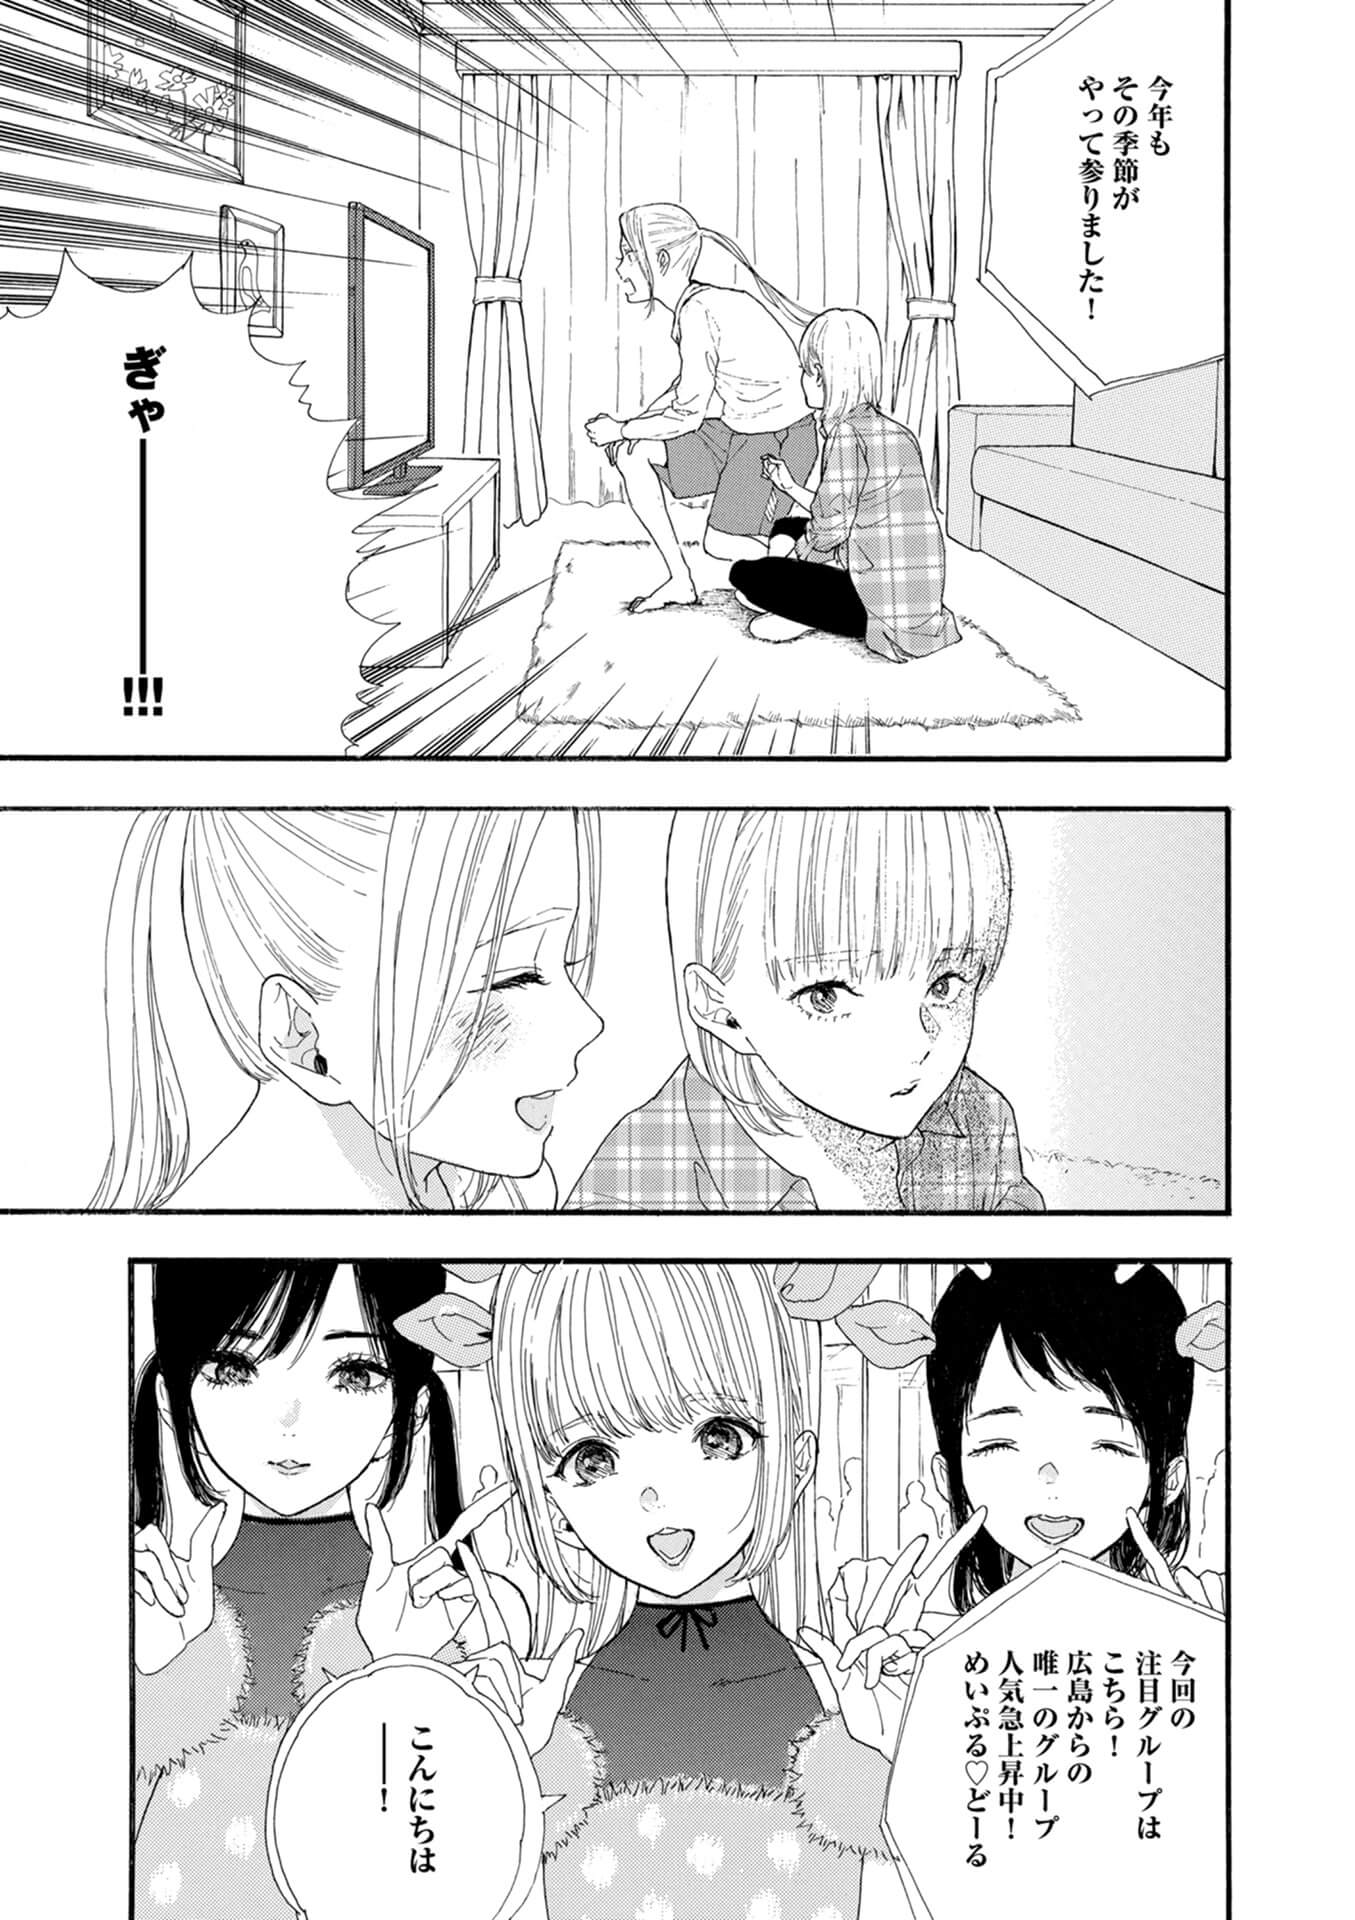 今年も
その季節が
やって参りました！
ぎゃ
―――!!!
今回の
注目グループは
こちら！
広島からの
唯一のグループ
人気急上昇中！
めいぷる♡どーる
こんにちは
――！